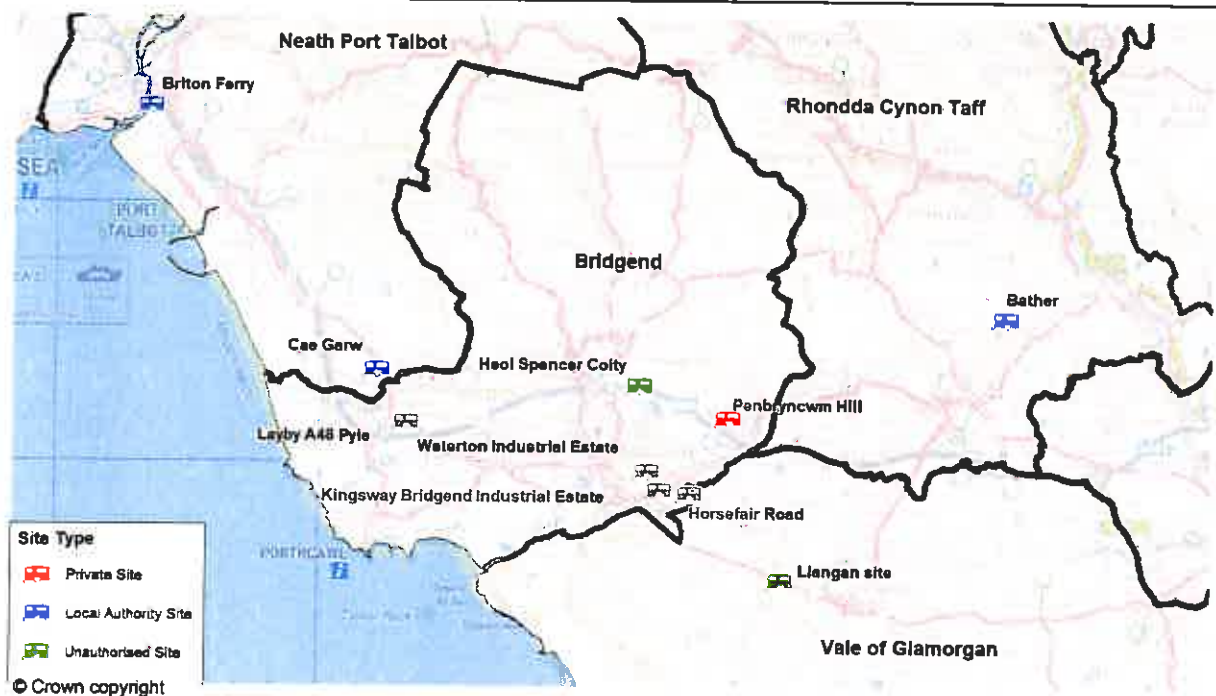 Neath Port Talbot
Briton Ferry
Rhondda Cynon Taff
SEA
PORT
TALBOT
Bridgend
Bather
Cae Garw
Heol Spencer Coity
Penbryncwm Hill
Layby A48 Pyle
Waterton Industrial Estate
Kingsway Bridgend Industrial Estate
Horsefair Road
Site Type
PORTHCAWL
Llangan site
Private Site
Local Authority Site
Vale of Glamorgan
Unauthorised Site
© Crown copyright